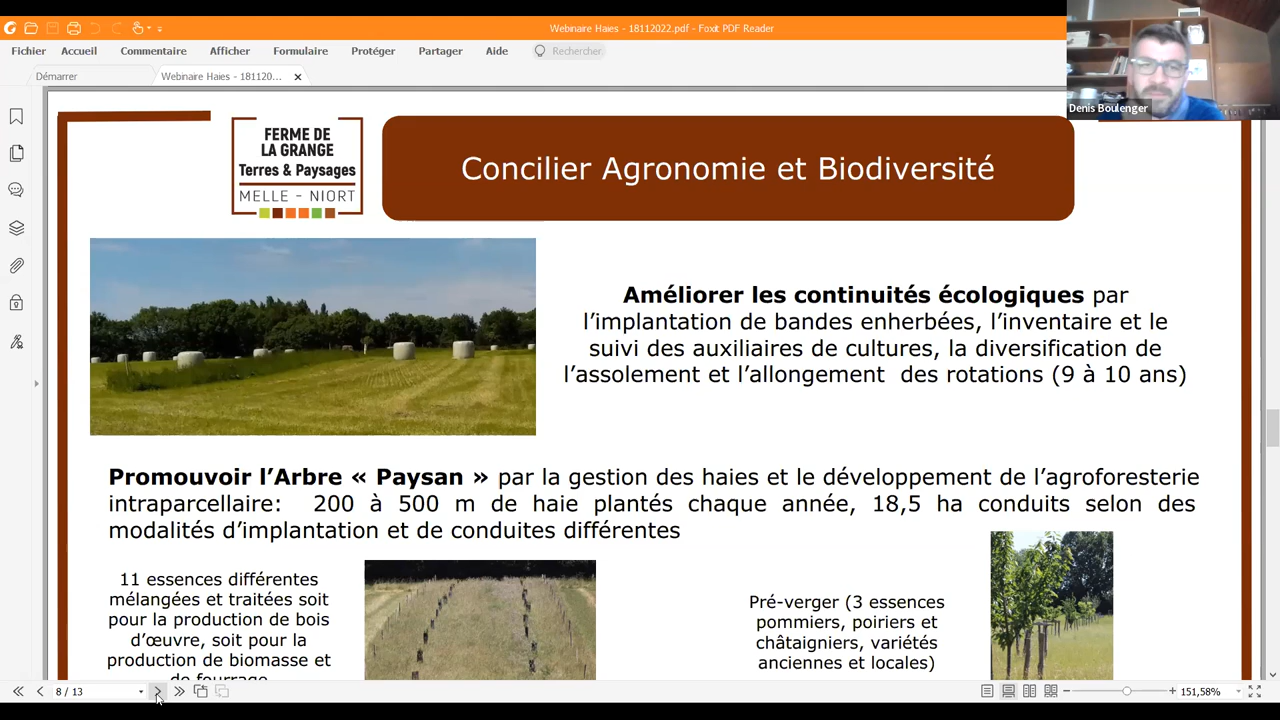 Webinaire Haies - 18112022.pdf - Foxit PDF Reader
Fichier Accueil Commentaire Afficher Formulaire Protéger Partager Aide Rechercher
Démarrer Webinaire Haies - 181120...
Denis Boulenger
FERME DE
LA GRANGE
Terres & Paysages
MELLE - NIORT
Concilier Agronomie et Biodiversité
Améliorer les continuités écologiques par
l’implantation de bandes enherbées, l’inventaire et le
suivi des auxiliaires de cultures, la diversification de
l’assolement et l’allongement des rotations (9 à 10 ans)
Promouvoir l’Arbre « Paysan » par la gestion des haies et le développement de l’agroforesterie
intraparcellaire: 200 à 500 m de haie plantés chaque année, 18,5 ha conduits selon des
modalités d’implantation et de conduites différentes
11 essences différentes
mélangées et traitées soit
pour la production de bois
d’œuvre, soit pour la
production de biomasse et
de fourrage
Pré-verger (3 essences
pommiers, poiriers et
châtaigniers, variétés
anciennes et locales)
8 / 13
151,58%